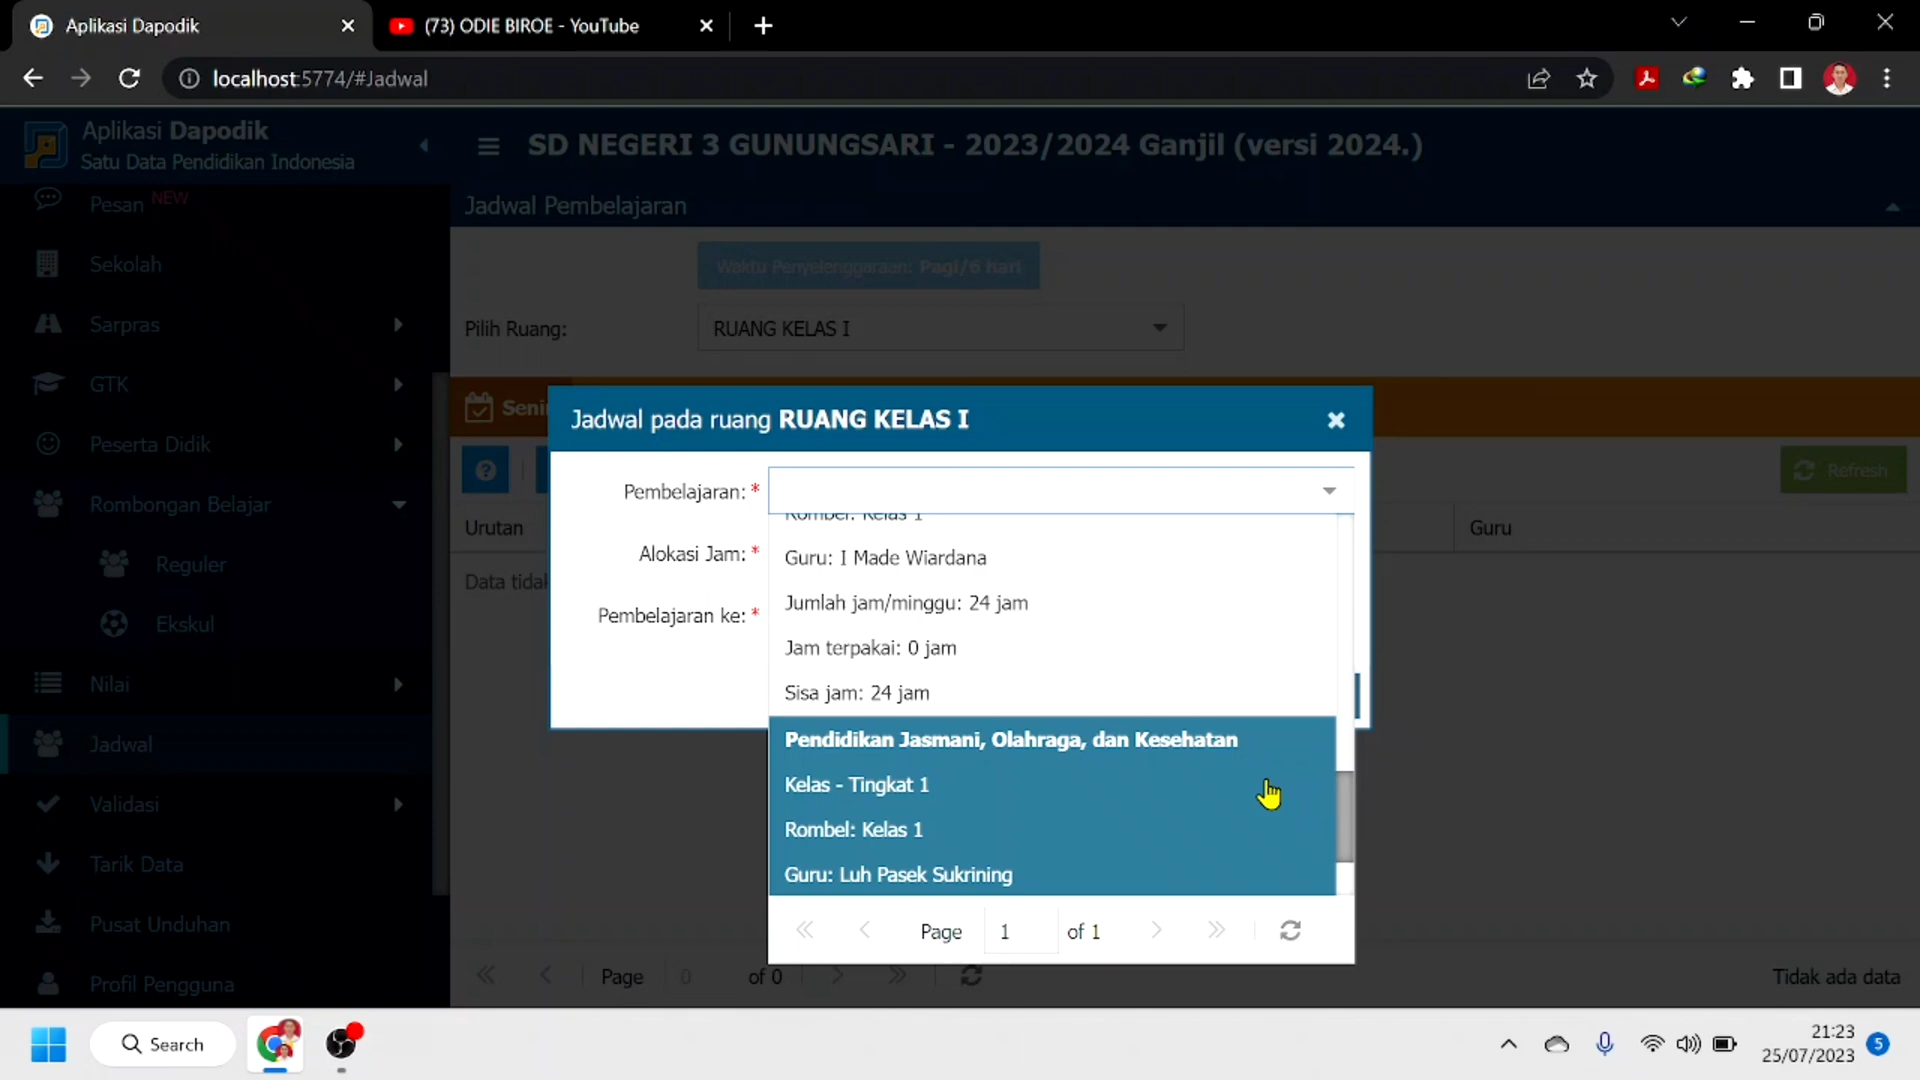 Aplikasi Dapodik
(73) ODIE BIROE - YouTube
localhost:5774/#Jadwal
Aplikasi Dapodik
Satu Data Pendidikan Indonesia
SD NEGERI 3 GUNUNGSARI - 2023/2024 Ganjil (versi 2024.)
Pesan NEW
Sekolah
Sarpras
GTK
Peserta Didik
Rombongan Belajar
Reguler
Ekskul
Nilai
Jadwal
Validasi
Tarik Data
Pusat Unduhan
Profil Pengguna
Jadwal Pembelajaran
Waktu Penyelenggaraan: Pagi/6 hari
Pilih Ruang:
RUANG KELAS I
Refresh
Urutan
Guru
Jadwal pada ruang RUANG KELAS I
Pembelajaran: *
Alokasi Jam: *
Pembelajaran ke: *
Rombel: Kelas 1
Guru: I Made Wiardana
Jumlah jam/minggu: 24 jam
Jam terpakai: 0 jam
Sisa jam: 24 jam
Pendidikan Jasmani, Olahraga, dan Kesehatan
Kelas - Tingkat 1
Rombel: Kelas 1
Guru: Luh Pasek Sukrining
Page 1 of 1
Page 0 of 0
Tidak ada data
Search
21:23
25/07/2023
5